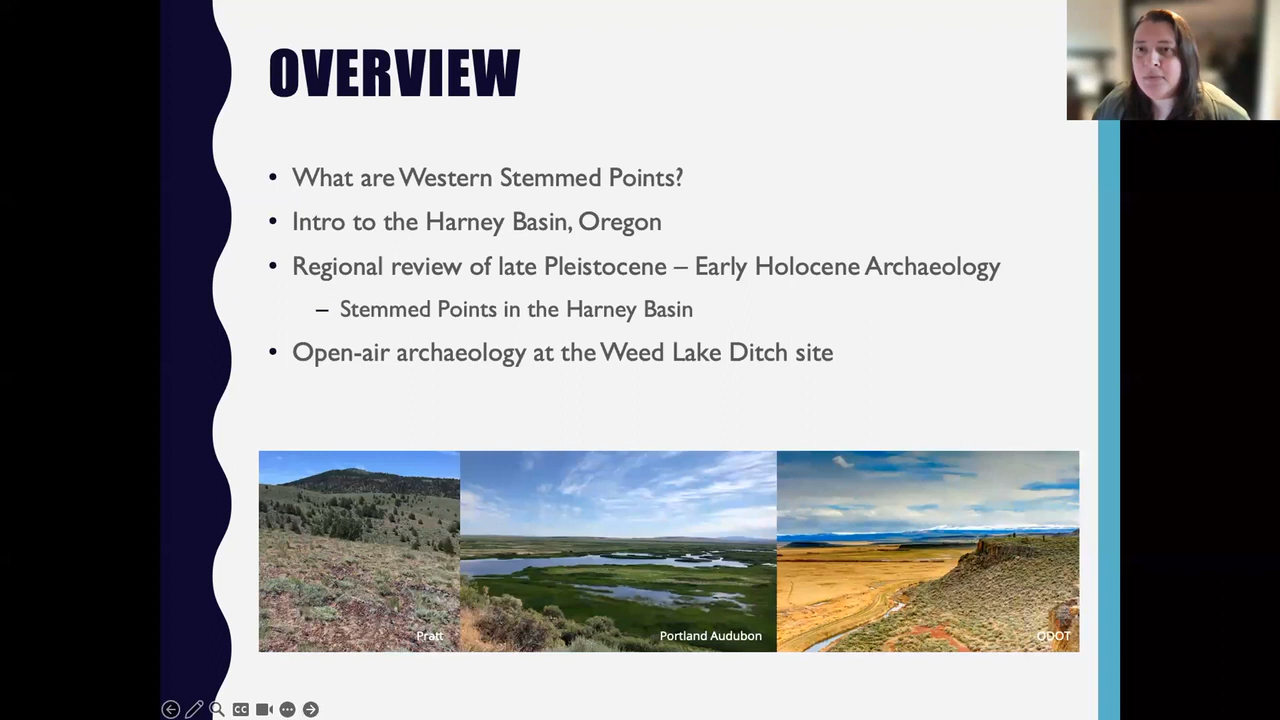 OVERVIEW
• What are Western Stemmed Points?
• Intro to the Harney Basin, Oregon
• Regional review of late Pleistocene – Early Holocene Archaeology
– Stemmed Points in the Harney Basin
• Open-air archaeology at the Weed Lake Ditch site
Pratt
Portland Audubon
ODOT
CC